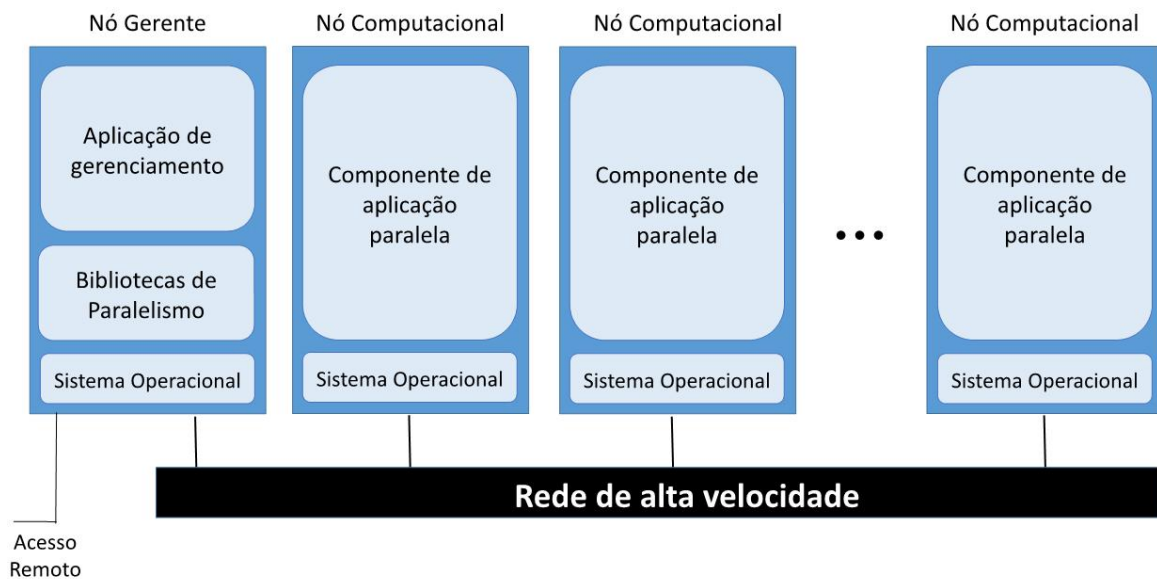 Nó Gerente
Aplicação de
gerenciamento
Bibliotecas de
Paralelismo
Sistema Operacional
Nó Computacional
Componente de
aplicação
paralela
Sistema Operacional
Nó Computacional
Componente de
aplicação
paralela
Sistema Operacional
...
Nó Computacional
Componente de
aplicação
paralela
Sistema Operacional
Rede de alta velocidade
Acesso
Remoto